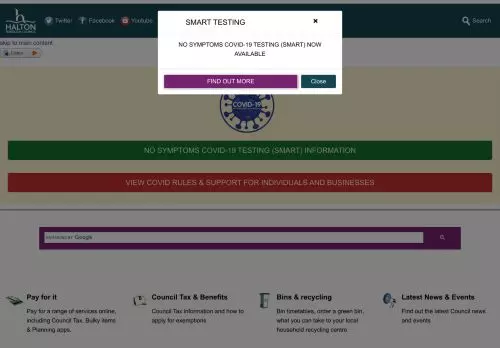 HALTON
BOROUGH COUNCIL
Twitter
Facebook
Youtube
Search
SMART TESTING
×
NO SYMPTOMS COVID-19 TESTING (SMART) NOW
AVAILABLE
FIND OUT MORE
Close
skip to main content
Listen
COVID-19
NO SYMPTOMS COVID-19 TESTING (SMART) INFORMATION
VIEW COVID RULES & SUPPORT FOR INDIVIDUALS AND BUSINESSES
ENHANCED BY Google
Pay for it
Pay for a range of services online,
including Council Tax, Bulky items
& Planning apps.
Council Tax & Benefits
Council Tax information and how to
apply for exemptions
Bins & recycling
Bin timetables, order a green bin,
what you can take to your local
household recycling centre.
Latest News & Events
Find out the latest Council news
and events